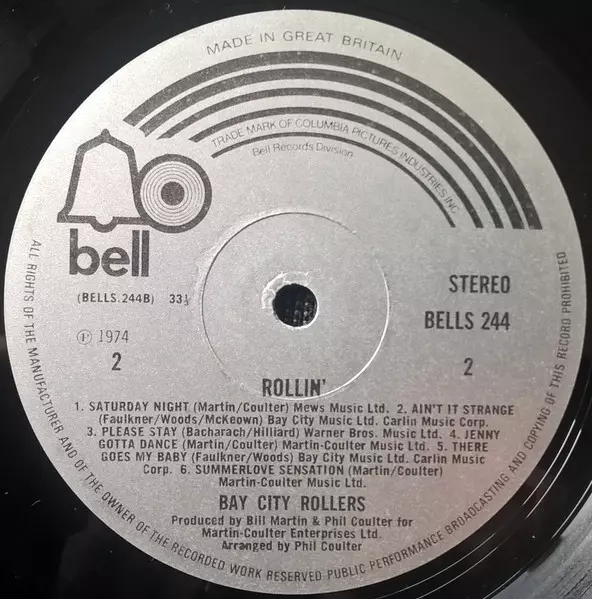 MADE IN GREAT BRITAIN
TRADE MARK OF COLUMBIA PICTURES INDUSTRIES INC.
Bell Records Division
bell
(BELLS.244B) 33⅓
STEREO
BELLS 244
Ⓟ 1974
2
2
ROLLIN'
1. SATURDAY NIGHT (Martin/Coulter) Mews Music Ltd. 2. AIN'T IT STRANGE
(Faulkner/Woods/McKeown) Bay City Music Ltd. Carlin Music Corp.
3. PLEASE STAY (Bacharach/Hilliard) Warner Bros. Music Ltd. 4. JENNY
GOTTA DANCE (Martin/Coulter) Martin-Coulter Music Ltd. 5. THERE
GOES MY BABY (Faulkner/Woods) Bay City Music Ltd. Carlin Music
Corp. 6. SUMMERLOVE SENSATION (Martin/Coulter)
Martin-Coulter Music Ltd.
BAY CITY ROLLERS
Produced by Bill Martin & Phil Coulter for
Martin-Coulter Enterprises Ltd.
Arranged by Phil Coulter
ALL RIGHTS OF THE MANUFACTURER AND OF THE OWNER OF THE RECORDED WORK RESERVED PUBLIC PERFORMANCE BROADCASTING AND COPYING OF THIS RECORD PROHIBITED